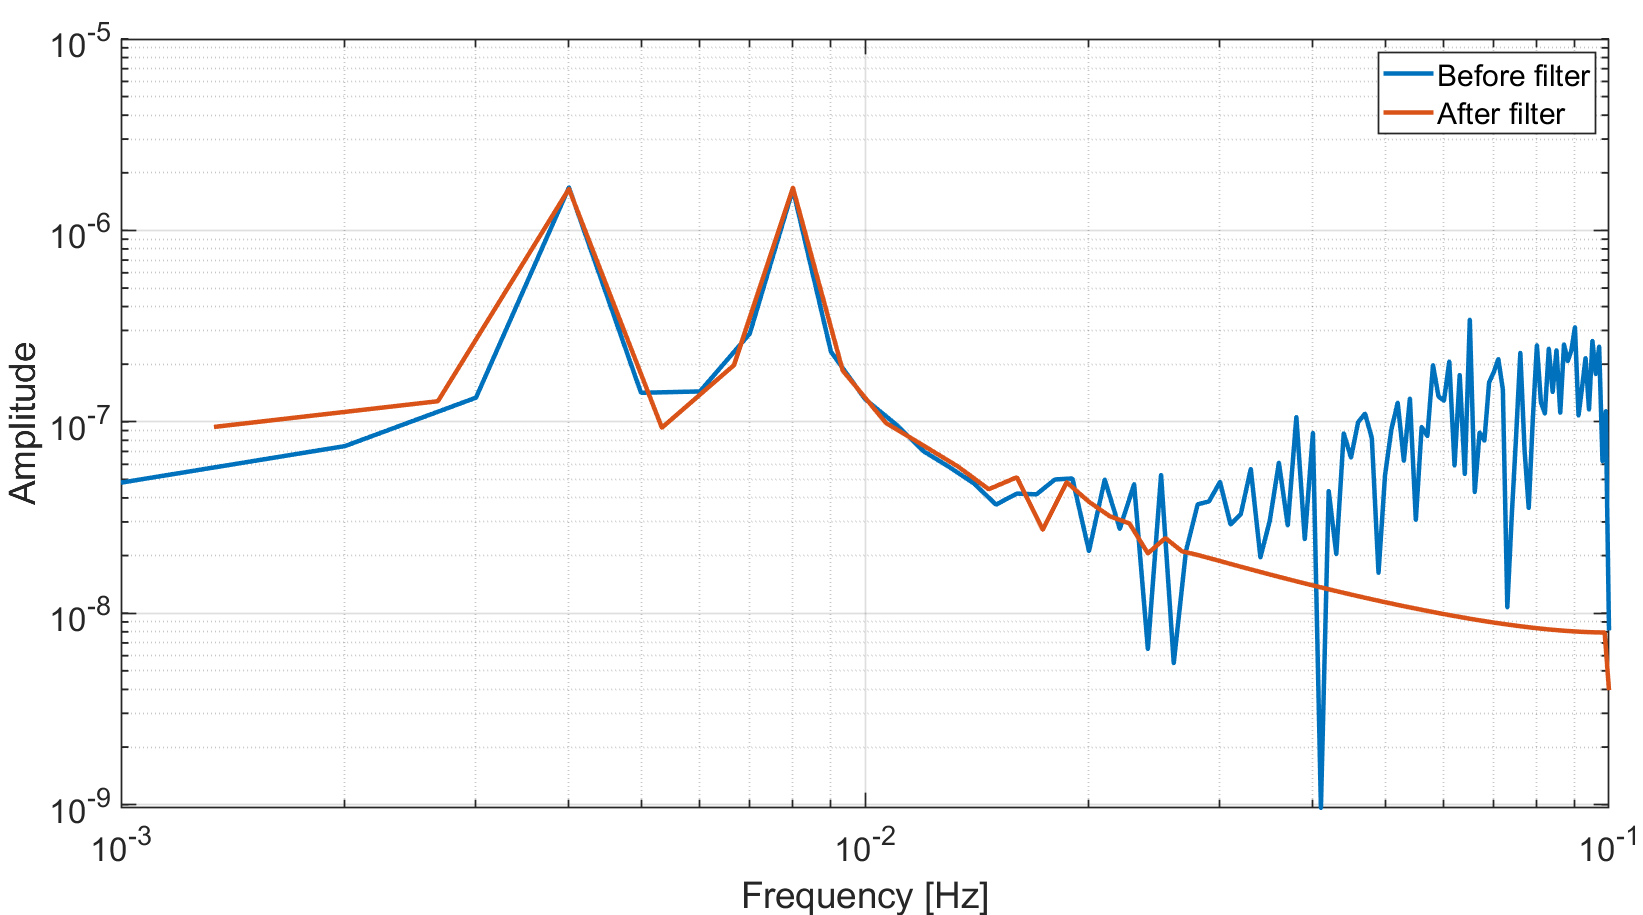 10-5
Before filter
After filter
10-6
Amplitude
10-7
10-8
10-9
10-3
10-2
10-1
Frequency [Hz]